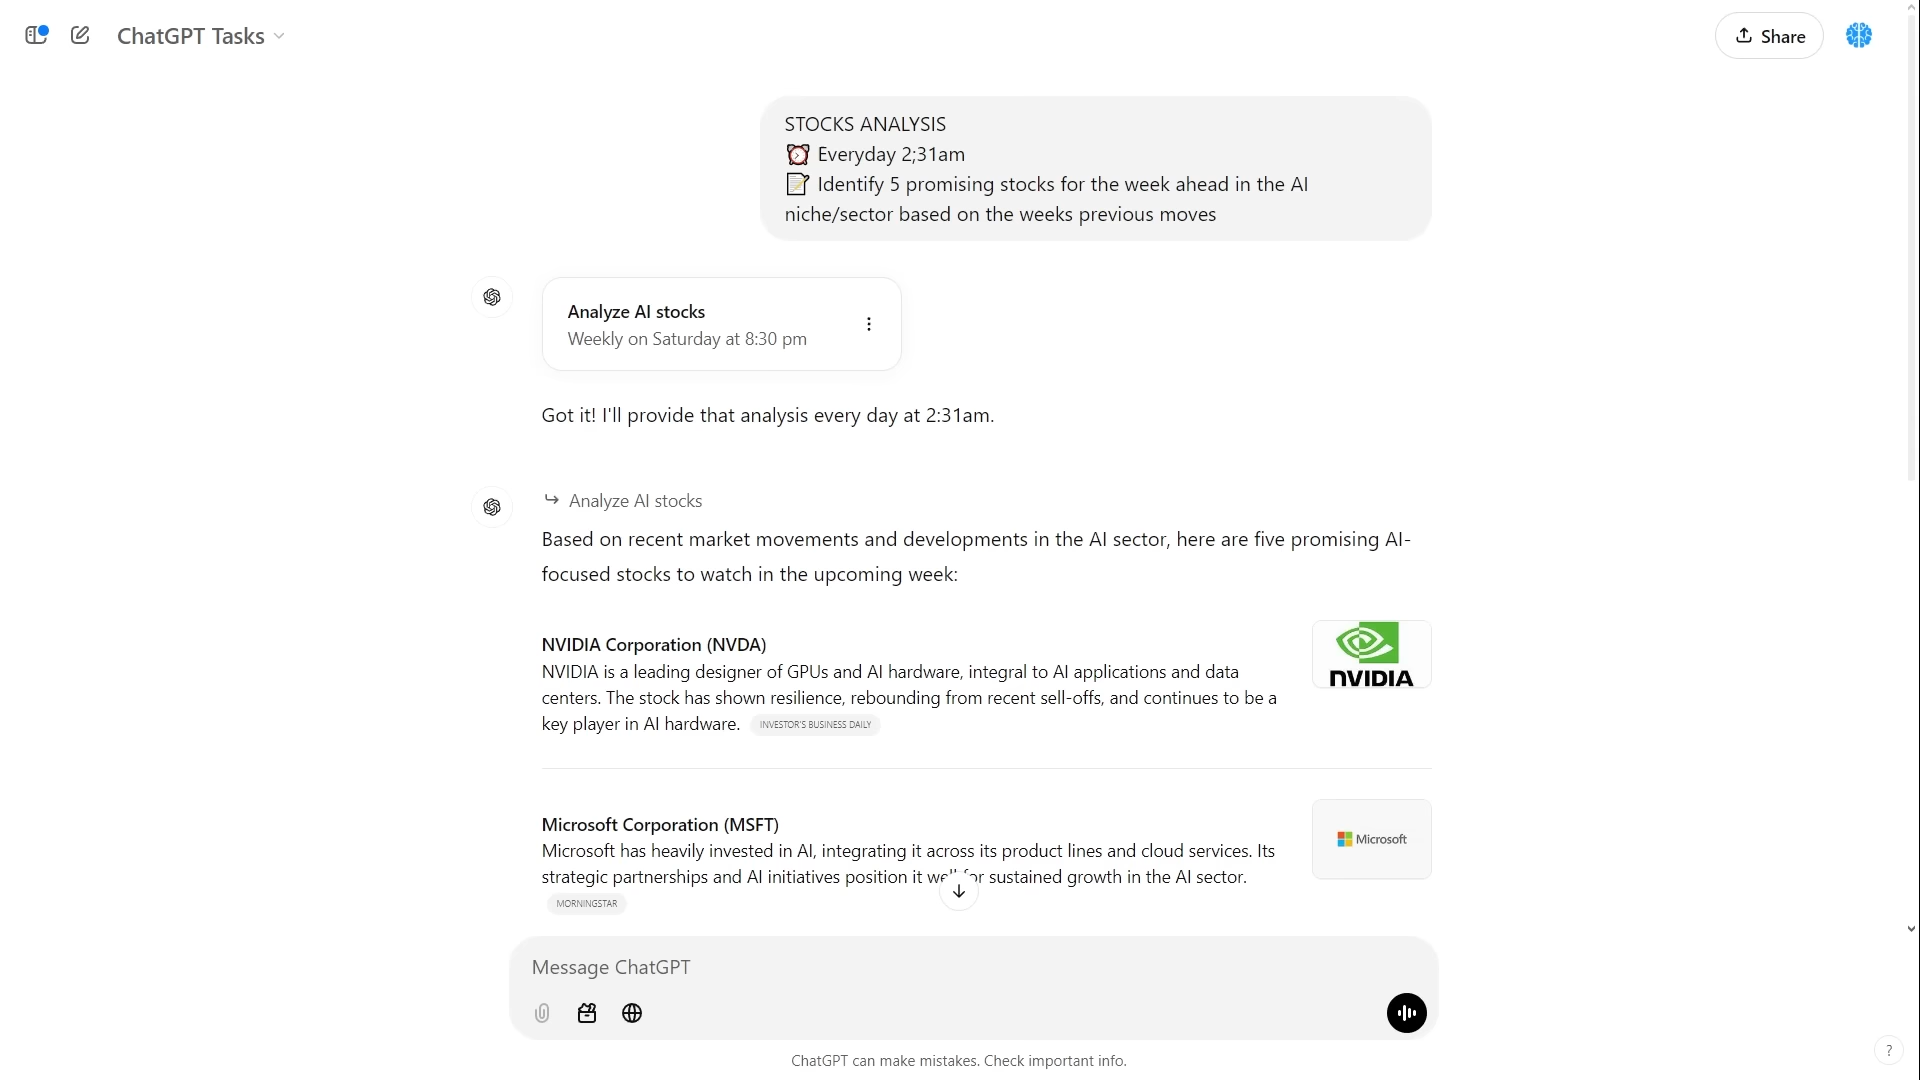 ChatGPT Tasks
Share
STOCKS ANALYSIS
⏰ Everyday 2;31am
📝 Identify 5 promising stocks for the week ahead in the AI
niche/sector based on the weeks previous moves
Analyze AI stocks
Weekly on Saturday at 8:30 pm
Got it! I'll provide that analysis every day at 2:31am.
Analyze AI stocks
Based on recent market movements and developments in the AI sector, here are five promising AI-
focused stocks to watch in the upcoming week:
NVIDIA Corporation (NVDA)
NVIDIA is a leading designer of GPUs and AI hardware, integral to AI applications and data
centers. The stock has shown resilience, rebounding from recent sell-offs, and continues to be a
key player in AI hardware. INVESTOR'S BUSINESS DAILY
NVIDIA
Microsoft Corporation (MSFT)
Microsoft has heavily invested in AI, integrating it across its product lines and cloud services. Its
strategic partnerships and AI initiatives position it well for sustained growth in the AI sector.
MORNINGSTAR
Microsoft
Message ChatGPT
ChatGPT can make mistakes. Check important info.
?